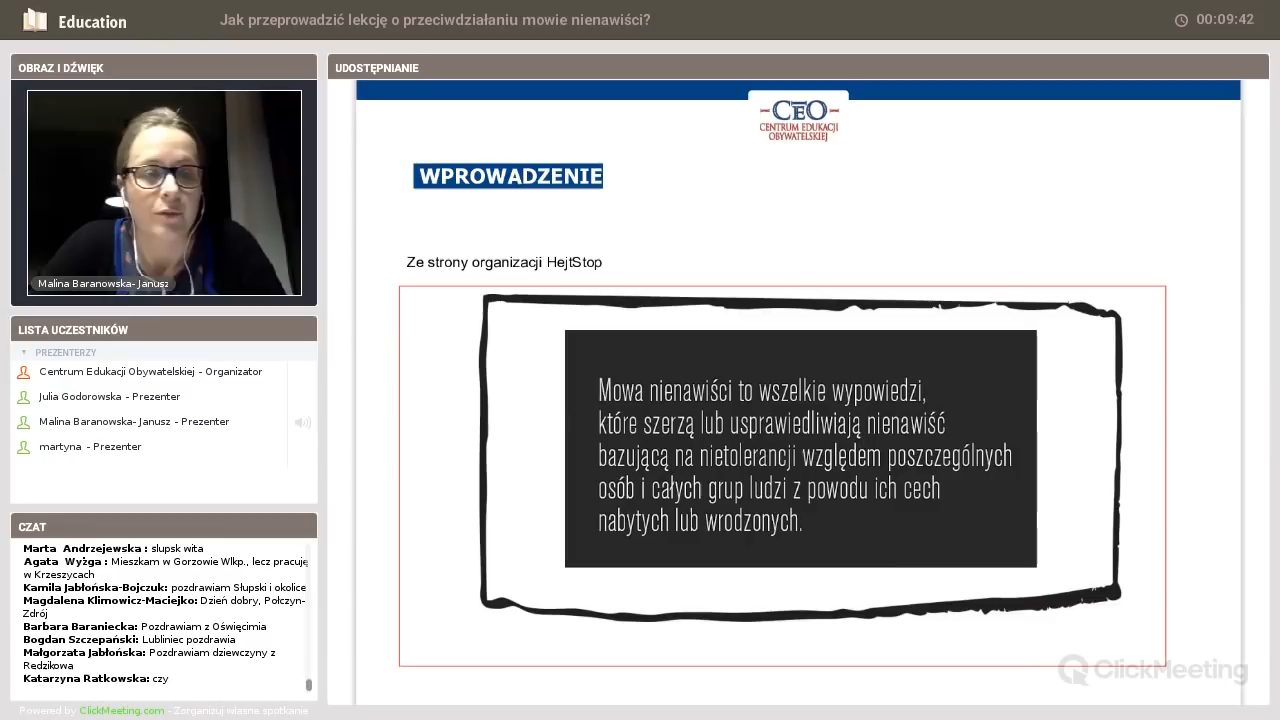 Education
Jak przeprowadzić lekcję o przeciwdziałaniu mowie nienawiści?
00:09:42
OBRAZ I DŹWIĘK
Malina Baranowska- Janusz
LISTA UCZESTNIKÓW
PREZENTERZY
Centrum Edukacji Obywatelskiej - Organizator
Julia Godorowska - Prezenter
Malina Baranowska- Janusz - Prezenter
martyna - Prezenter
CZAT
Marta Andrzejewska : slupsk wita
Agata Wyżga : Mieszkam w Gorzowie Wlkp., lecz pracuję
w Krzeszycach
Kamila Jabłońska-Bojczuk: pozdrawiam Słupski i okolice
Magdalena Klimowicz-Maciejko: Dzień dobry, Połczyn-
Zdrój
Barbara Baraniecka: Pozdrawiam z Oświęcimia
Bogdan Szczepański: Lubliniec pozdrawia
Małgorzata Jabłońska: Pozdrawiam dziewczyny z
Redzikowa
Katarzyna Ratkowska: czy
Powered by ClickMeeting.com - Zorganizuj własne spotkanie
UDOSTĘPNIANIE
CEO
CENTRUM EDUKACJI
OBYWATELSKIEJ
WPROWADZENIE
Ze strony organizacji HejtStop
Mowa nienawiści to wszelkie wypowiedzi,
które szerzą lub usprawiedliwiają nienawiść
bazującą na nietolerancji względem poszczególnych
osób i całych grup ludzi z powodu ich cech
nabytych lub wrodzonych.
ClickMeeting